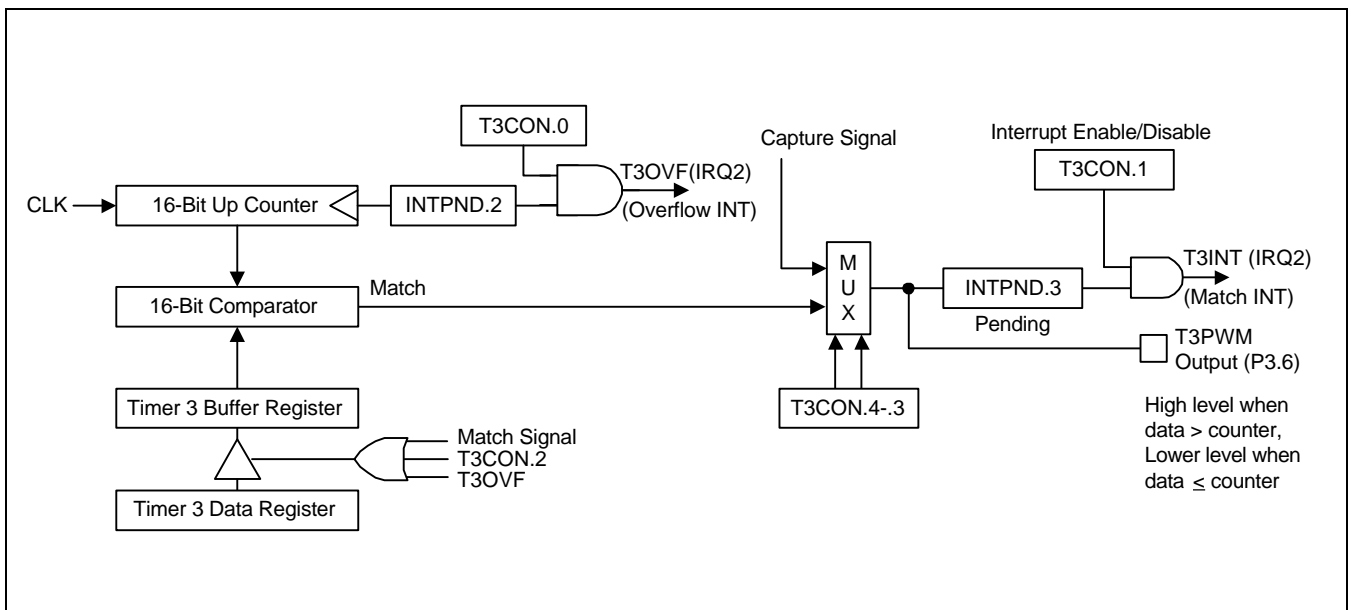 T3CON.0
Capture Signal
Interrupt Enable/Disable
T3CON.1
CLK
16-Bit Up Counter
INTPND.2
T3OVF(IRQ2)
(Overflow INT)
M
U
X
T3INT (IRQ2)
(Match INT)
16-Bit Comparator
Match
INTPND.3
Pending
T3PWM
Output (P3.6)
Timer 3 Buffer Register
T3CON.4-.3
High level when
data > counter,
Lower level when
data ≤ counter
Match Signal
T3CON.2
T3OVF
Timer 3 Data Register